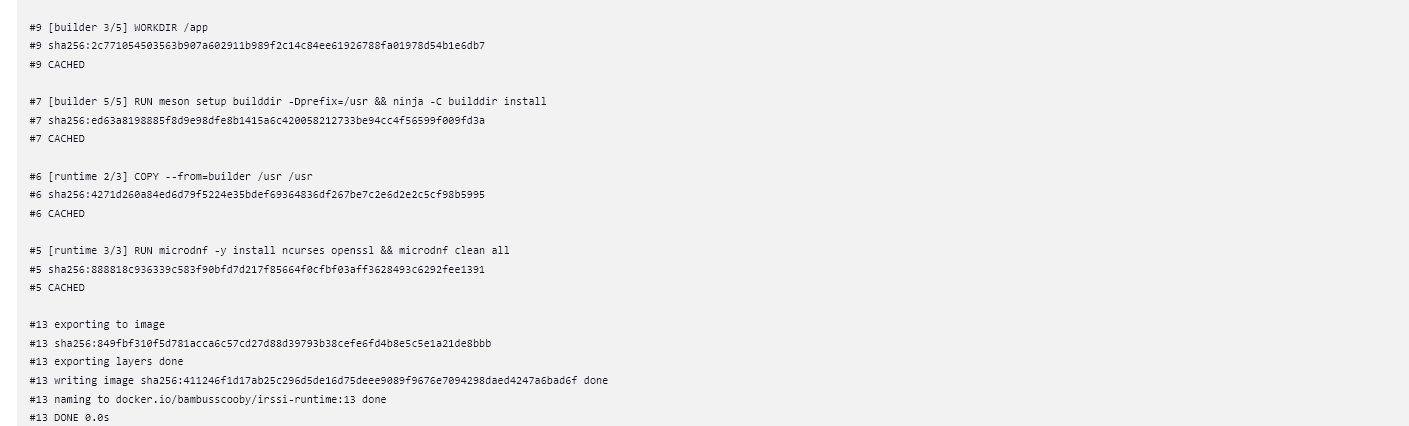 #9 [builder 3/5] WORKDIR /app
#9 sha256:2c771054503563b907a602911b989f2c14c84ee61926788fa01978d54b1e6db7
#9 CACHED
#7 [builder 5/5] RUN meson setup builddir -Dprefix=/usr && ninja -C builddir install
#7 sha256:ed63a8198885f8d9e98dfe8b1415a6c420058212733be94cc4f56599f009fd3a
#7 CACHED
#6 [runtime 2/3] COPY --from=builder /usr /usr
#6 sha256:4271d260a84ed6d79f5224e35bdef69364836df267be7c2e6d2e2c5cf98b5995
#6 CACHED
#5 [runtime 3/3] RUN microdnf -y install ncurses openssl && microdnf clean all
#5 sha256:888818c936339c583f90bfd7d217f85664f0cfbf03aff3628493c6292fee1391
#5 CACHED
#13 exporting to image
#13 sha256:849fbf310f5d781acca6c57cd27d88d39793b38cefe6fd4b8e5c5e1a21de8bbb
#13 exporting layers done
#13 writing image sha256:411246f1d17ab25c296d5de16d75deee9089f9676e7094298daed4247a6bad6f done
#13 naming to docker.io/bambusscooby/irssi-runtime:13 done
#13 DONE 0.0s